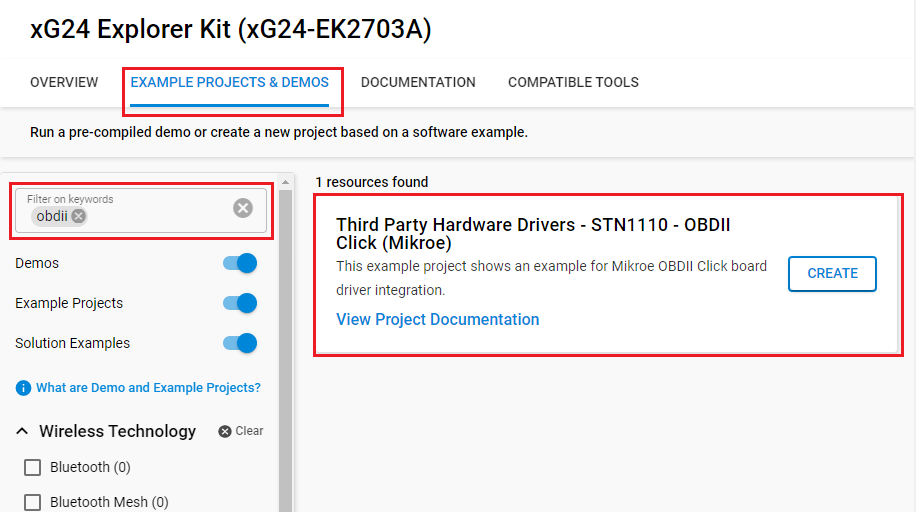 xG24 Explorer Kit (xG24-EK2703A)
OVERVIEW
EXAMPLE PROJECTS & DEMOS
DOCUMENTATION
COMPATIBLE TOOLS
Run a pre-compiled demo or create a new project based on a software example.
Filter on keywords
obdii
Demos
Example Projects
Solution Examples
What are Demo and Example Projects?
Wireless Technology
Clear
Bluetooth (0)
Bluetooth Mesh (0)
1 resources found
Third Party Hardware Drivers - STN1110 - OBDII
Click (Mikroe)
This example project shows an example for Mikroe OBDII Click board
driver integration.
View Project Documentation
CREATE